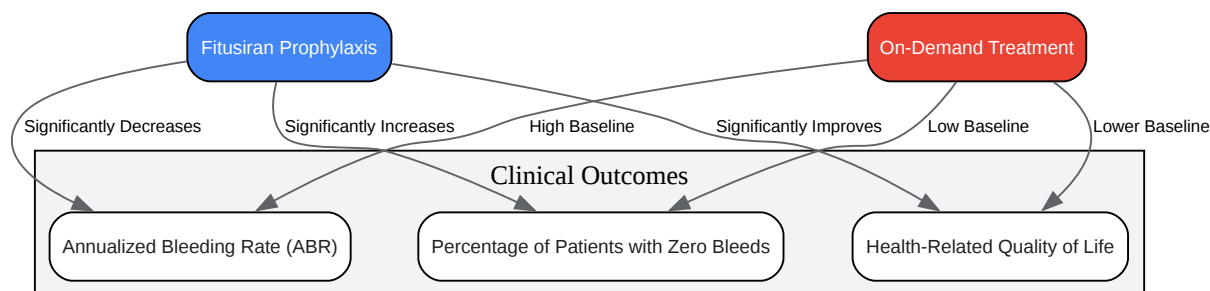 Fitusiran Prophylaxis
On-Demand Treatment
Significantly Decreases
Significantly Increases
High Baseline
Significantly Improves
Low Baseline
Lower Baseline
Clinical Outcomes
Annualized Bleeding Rate (ABR)
Percentage of Patients with Zero Bleeds
Health-Related Quality of Life